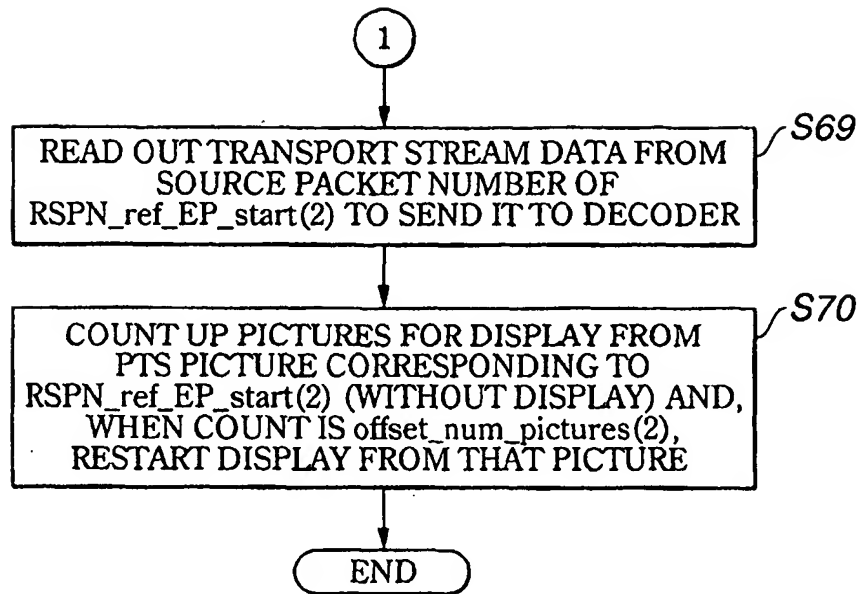 1
S69
READ OUT TRANSPORT STREAM DATA FROM
SOURCE PACKET NUMBER OF
RSPN_ref_EP_start(2) TO SEND IT TO DECODER
S70
COUNT UP PICTURES FOR DISPLAY FROM
PTS PICTURE CORRESPONDING TO
RSPN_ref_EP_start(2) (WITHOUT DISPLAY) AND,
WHEN COUNT IS offset_num_pictures(2),
RESTART DISPLAY FROM THAT PICTURE
END